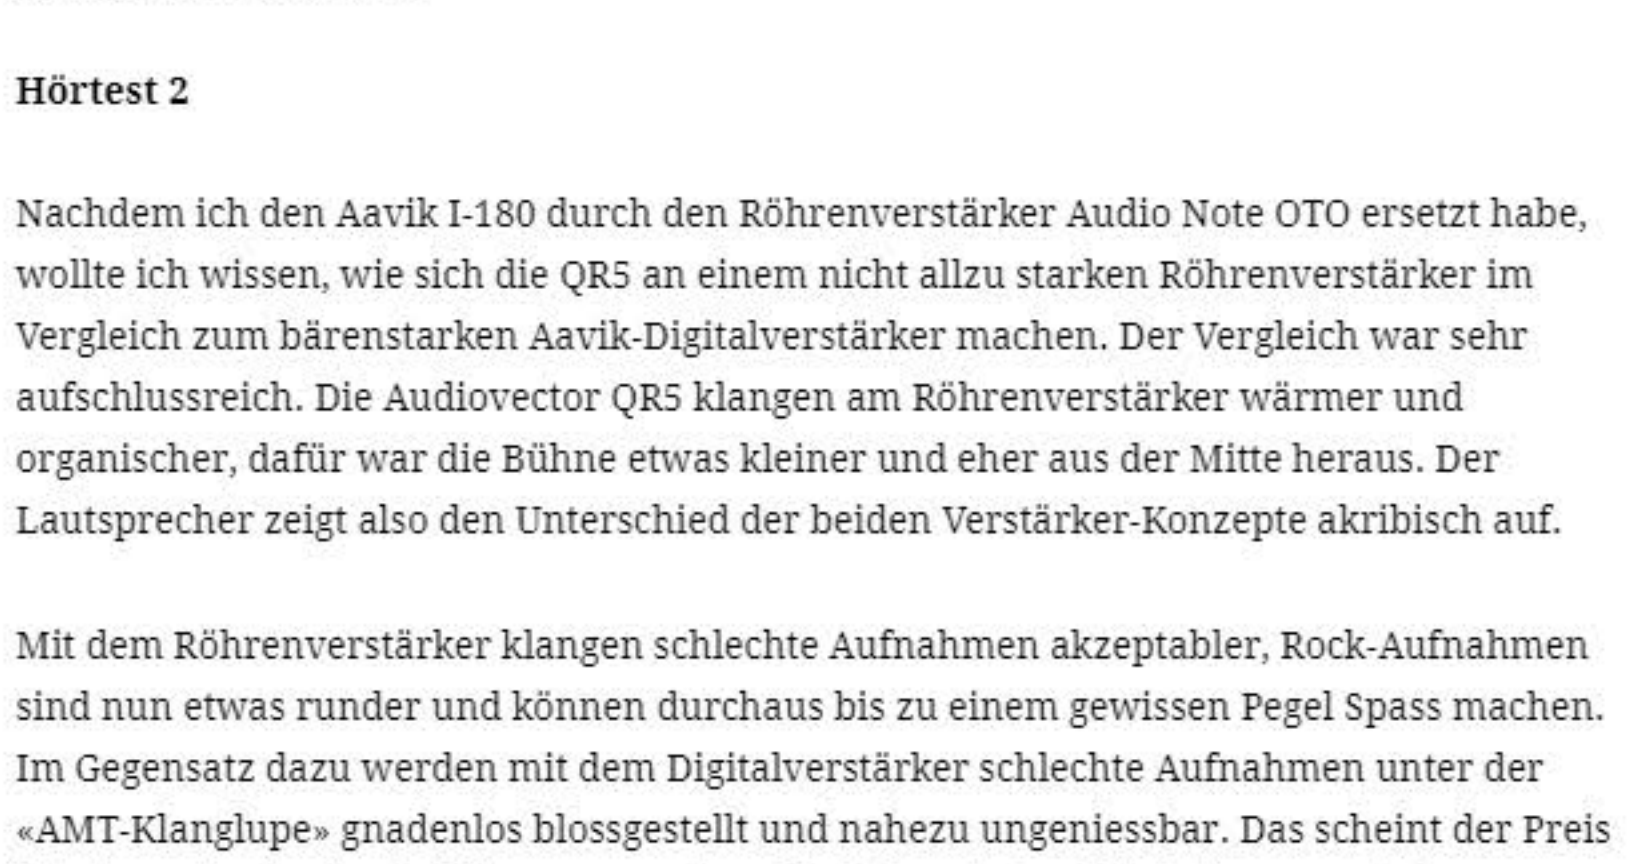 Hörtest 2
Nachdem ich den Aavik I-180 durch den Röhrenverstärker Audio Note OTO ersetzt habe,
wollte ich wissen, wie sich die QR5 an einem nicht allzu starken Röhrenverstärker im
Vergleich zum bärenstarken Aavik-Digitalverstärker machen. Der Vergleich war sehr
aufschlussreich. Die Audiovector QR5 klangen am Röhrenverstärker wärmer und
organischer, dafür war die Bühne etwas kleiner und eher aus der Mitte heraus. Der
Lautsprecher zeigt also den Unterschied der beiden Verstärker-Konzepte akribisch auf.
Mit dem Röhrenverstärker klangen schlechte Aufnahmen akzeptabler, Rock-Aufnahmen
sind nun etwas runder und können durchaus bis zu einem gewissen Pegel Spass machen.
Im Gegensatz dazu werden mit dem Digitalverstärker schlechte Aufnahmen unter der
«AMT-Klanglupe» gnadenlos blossgestellt und nahezu ungeniessbar. Das scheint der Preis